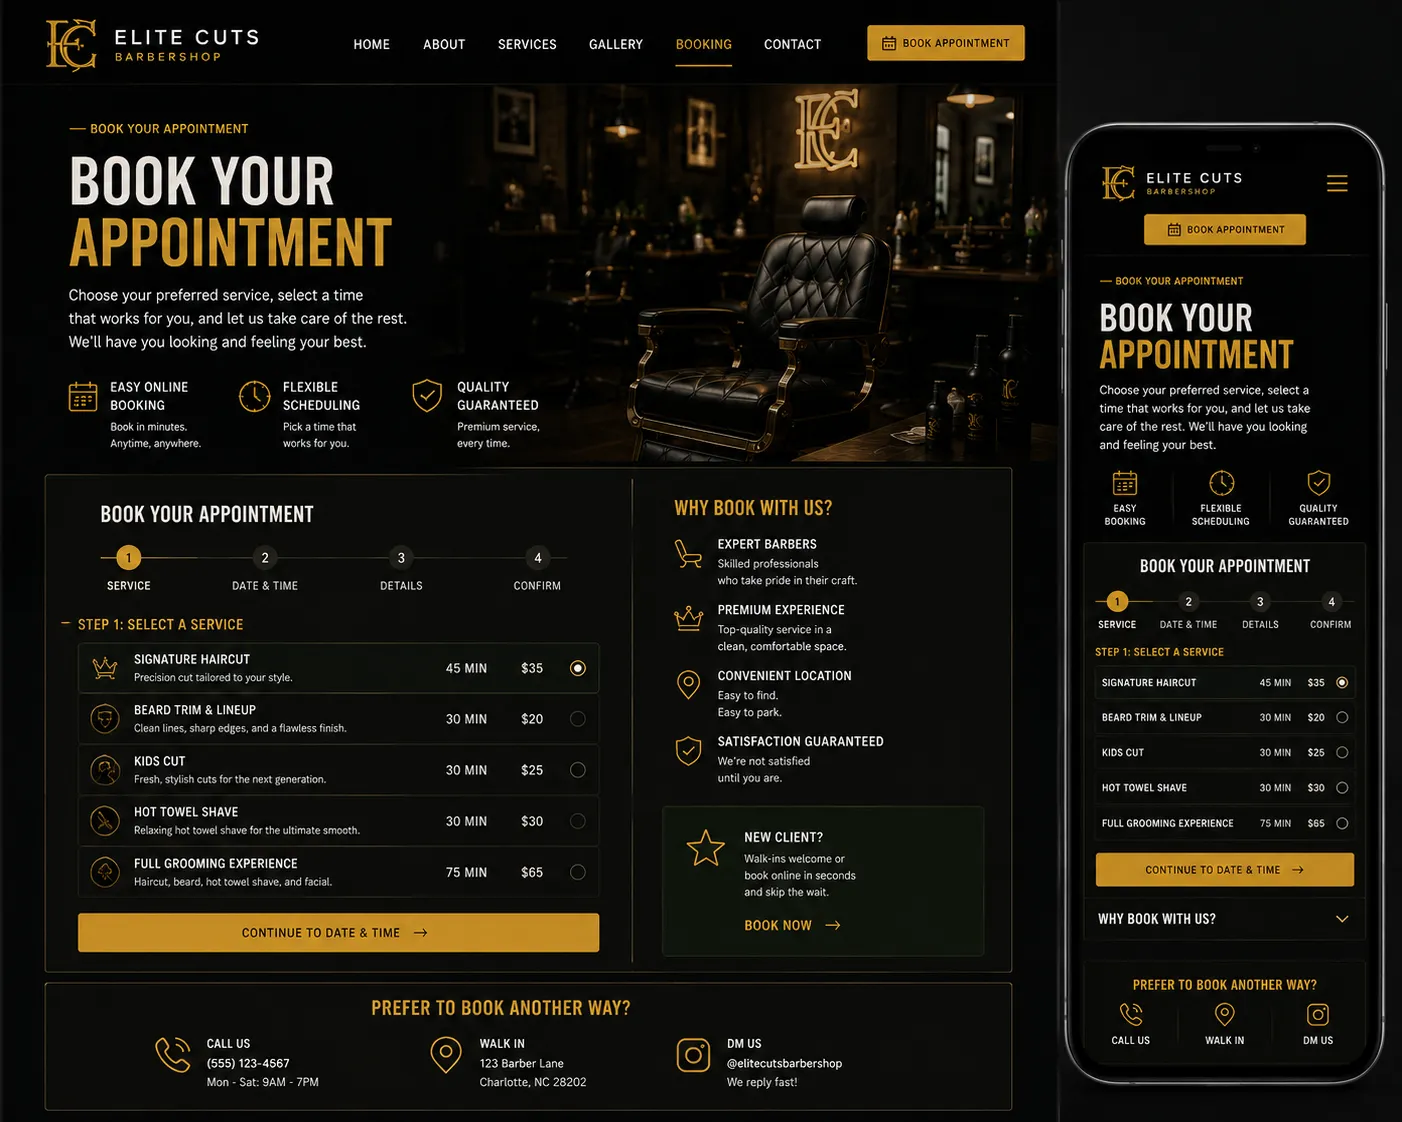 ELITE CUTS
BARBERSHOP
HOME
ABOUT
SERVICES
GALLERY
BOOKING
CONTACT
BOOK APPOINTMENT
— BOOK YOUR APPOINTMENT
BOOK YOUR
APPOINTMENT
Choose your preferred service, select a time
that works for you, and let us take care of the rest.
We'll have you looking and feeling your best.
EASY ONLINE
BOOKING
Book in minutes.
Anytime, anywhere.
FLEXIBLE
SCHEDULING
Pick a time that
works for you.
QUALITY
GUARANTEED
Premium service,
every time.
BOOK YOUR APPOINTMENT
1
2
3
4
SERVICE
DATE & TIME
DETAILS
CONFIRM
— STEP 1: SELECT A SERVICE
SIGNATURE HAIRCUT
Precision cut tailored to your style.
45 MIN
$35
BEARD TRIM & LINEUP
Clean lines, sharp edges, and a flawless finish.
30 MIN
$20
KIDS CUT
Fresh, stylish cuts for the next generation.
30 MIN
$25
HOT TOWEL SHAVE
Relaxing hot towel shave for the ultimate smooth.
30 MIN
$30
FULL GROOMING EXPERIENCE
Haircut, beard, hot towel shave, and facial.
75 MIN
$65
CONTINUE TO DATE & TIME →
WHY BOOK WITH US?
EXPERT BARBERS
Skilled professionals
who take pride in their craft.
PREMIUM EXPERIENCE
Top-quality service in a
clean, comfortable space.
CONVENIENT LOCATION
Easy to find.
Easy to park.
SATISFACTION GUARANTEED
We're not satisfied
until you are.
NEW CLIENT?
Walk-ins welcome or
book online in seconds
and skip the wait.
BOOK NOW →
PREFER TO BOOK ANOTHER WAY?
CALL US
(555) 123-4567
Mon - Sat: 9AM - 7PM
WALK IN
123 Barber Lane
Charlotte, NC 28202
DM US
@elitecutsbarbershop
We reply fast!
ELITE CUTS
BARBERSHOP
BOOK APPOINTMENT
— BOOK YOUR APPOINTMENT
BOOK YOUR
APPOINTMENT
Choose your preferred service, select a
time that works for you, and let us take
care of the rest. We'll have you looking
and feeling your best.
EASY
BOOKING
FLEXIBLE
SCHEDULING
QUALITY
GUARANTEED
BOOK YOUR APPOINTMENT
1
2
3
4
SERVICE
DATE & TIME
DETAILS
CONFIRM
STEP 1: SELECT A SERVICE
SIGNATURE HAIRCUT 45 MIN $35
BEARD TRIM & LINEUP 30 MIN $20
KIDS CUT 30 MIN $25
HOT TOWEL SHAVE 30 MIN $30
FULL GROOMING EXPERIENCE 75 MIN $65
CONTINUE TO DATE & TIME →
WHY BOOK WITH US?
PREFER TO BOOK ANOTHER WAY?
CALL US
WALK IN
DM US